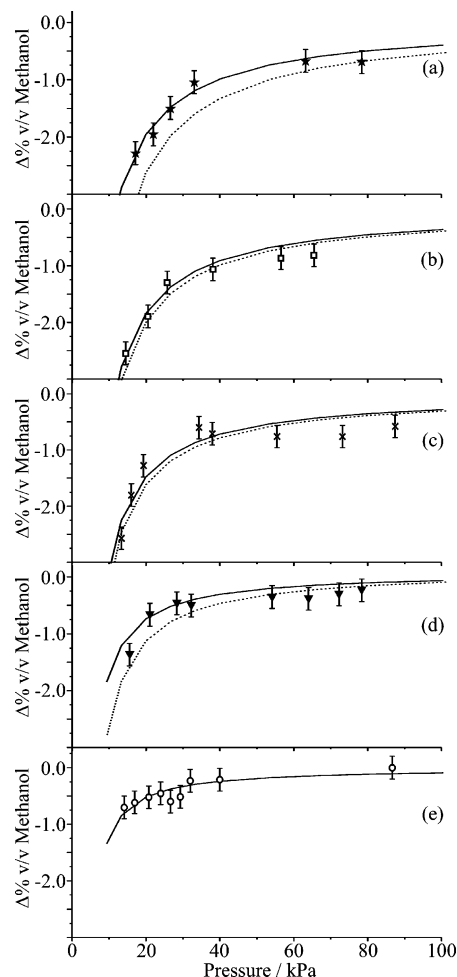 0.0
-1.0
-2.0
Δ% v/v Methanol
(a)
0.0
-1.0
-2.0
Δ% v/v Methanol
(b)
0.0
-1.0
-2.0
Δ% v/v Methanol
(c)
0.0
-1.0
-2.0
Δ% v/v Methanol
(d)
0.0
-1.0
-2.0
Δ% v/v Methanol
(e)
0 20 40 60 80 100
Pressure / kPa